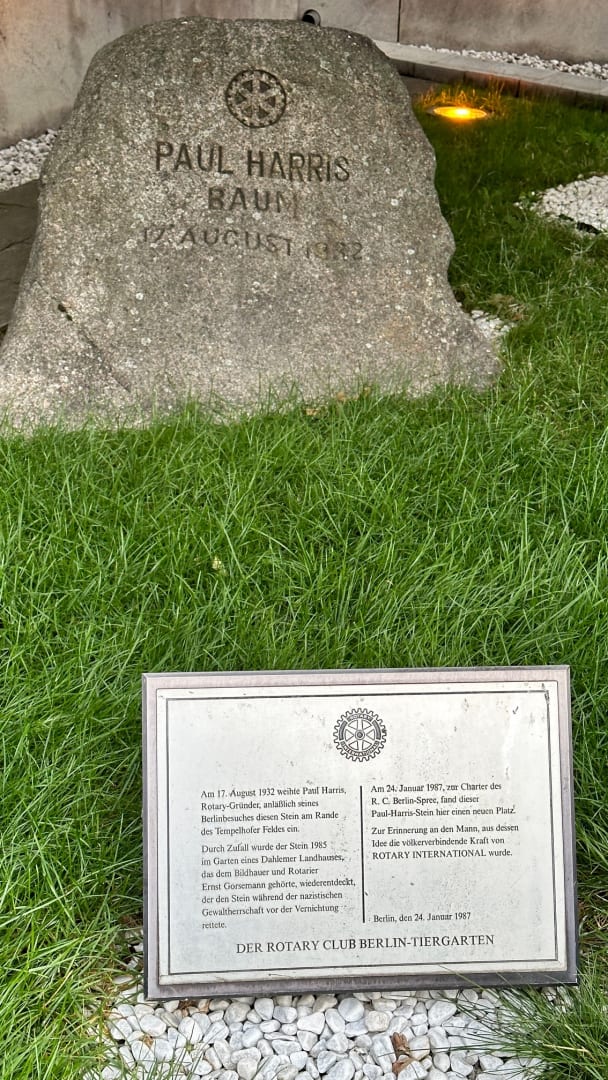 PAUL HARRIS
BAUM
17. AUGUST 1932
Am 17. August 1932 weihte Paul Harris,
Rotary-Gründer, anläßlich seines
Berlinbesuches diesen Stein am Rande
des Tempelhofer Feldes ein.
Durch Zufall wurde der Stein 1985
im Garten eines Dahlemer Landhauses,
das dem Bildhauer und Rotarier
Ernst Gorsemann gehörte, wiederentdeckt,
der den Stein während der nazistischen
Gewaltherrschaft vor der Vernichtung
rettete.
Am 24. Januar 1987, zur Charter des
R. C. Berlin-Spree, fand dieser
Paul-Harris-Stein hier einen neuen Platz.
Zur Erinnerung an den Mann, aus dessen
Idee die völkerverbindende Kraft von
ROTARY INTERNATIONAL wurde.
Berlin, den 24. Januar 1987
DER ROTARY CLUB BERLIN-TIERGARTEN